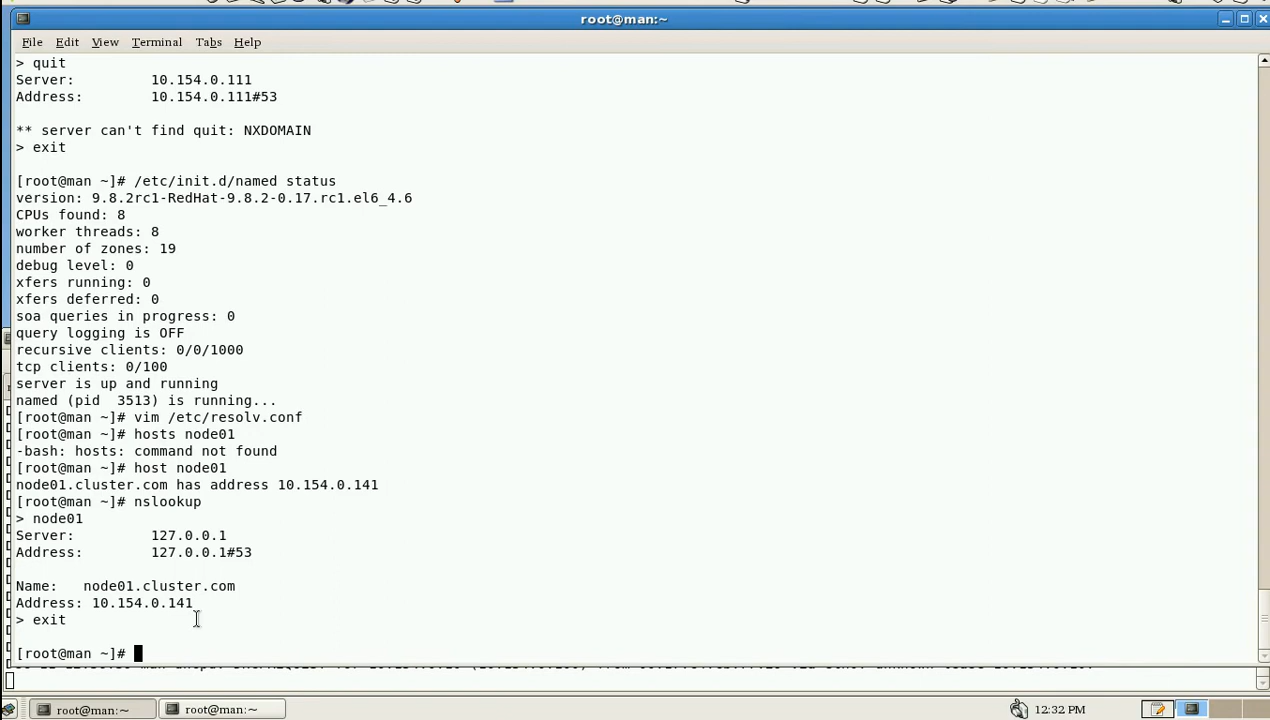 root@man:~
File Edit View Terminal Tabs Help
> quit
Server: 10.154.0.111
Address: 10.154.0.111#53
** server can't find quit: NXDOMAIN
> exit
[root@man ~]# /etc/init.d/named status
version: 9.8.2rc1-RedHat-9.8.2-0.17.rc1.el6_4.6
CPUs found: 8
worker threads: 8
number of zones: 19
debug level: 0
xfers running: 0
xfers deferred: 0
soa queries in progress: 0
query logging is OFF
recursive clients: 0/0/1000
tcp clients: 0/100
server is up and running
named (pid  3513) is running...
[root@man ~]# vim /etc/resolv.conf
[root@man ~]# hosts node01
-bash: hosts: command not found
[root@man ~]# host node01
node01.cluster.com has address 10.154.0.141
[root@man ~]# nslookup
> node01
Server: 127.0.0.1
Address: 127.0.0.1#53
Name: node01.cluster.com
Address: 10.154.0.141
> exit
[root@man ~]#
root@man:~ root@man:~ 12:32 PM